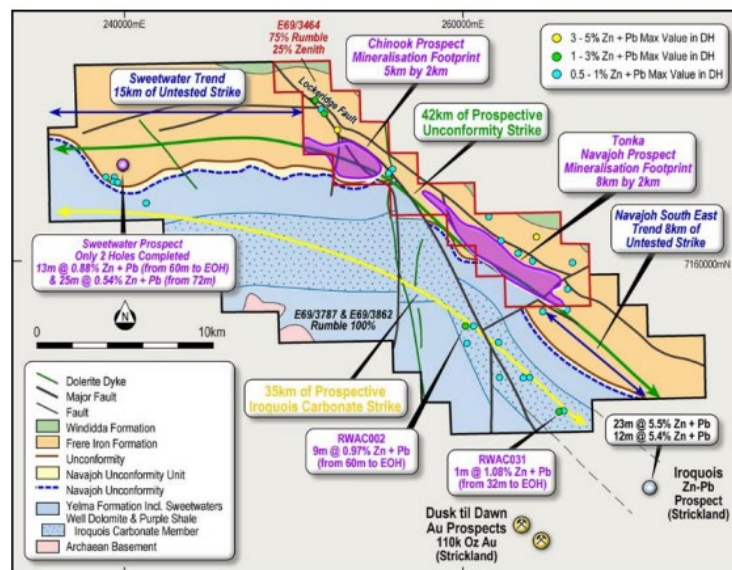 240000mE
260000mE
E69/3464
75% Rumble
25% Zenith
Chinook Prospect
Mineralisation Footprint
5km by 2km
3 - 5% Zn + Pb Max Value in DH
1 - 3% Zn + Pb Max Value in DH
0.5 - 1% Zn + Pb Max Value in DH
Sweetwater Trend
15km of Untested Strike
Lockeridge Fault
42km of Prospective
Unconformity Strike
Tonka
Navajoh Prospect
Mineralisation Footprint
8km by 2km
Navajoh South East
Trend 8km of
Untested Strike
Sweetwater Prospect
Only 2 Holes Completed
13m @ 0.88% Zn + Pb (from 60m to EOH)
& 25m @ 0.54% Zn + Pb (from 72m)
7160000mN
N
E69/3787 & E69/3862
Rumble 100%
0
10km
35km of Prospective
Iroquois Carbonate Strike
Dolerite Dyke
Major Fault
Fault
Windidda Formation
Frere Iron Formation
Unconformity
Navajoh Unconformity Unit
Navajoh Unconformity
Yelma Formation Incl. Sweetwaters
Well Dolomite & Purple Shale
Iroquois Carbonate Member
Archaean Basement
RWAC002
9m @ 0.97% Zn + Pb
(from 60m to EOH)
RWAC031
1m @ 1.08% Zn + Pb
(from 32m to EOH)
23m @ 5.5% Zn + Pb
12m @ 5.4% Zn + Pb
Iroquois
Zn-Pb
Prospect
(Strickland)
Dusk til Dawn
Au Prospects
110k Oz Au
(Strickland)